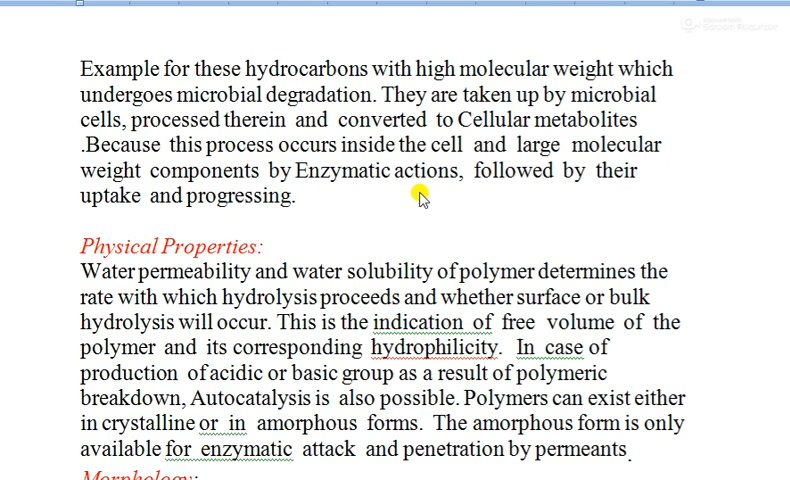 Example for these hydrocarbons with high molecular weight which
undergoes microbial degradation. They are taken up by microbial
cells, processed therein and converted to Cellular metabolites
.Because this process occurs inside the cell and large molecular
weight components by Enzymatic actions, followed by their
uptake and progressing.
Physical Properties:
Water permeability and water solubility of polymer determines the
rate with which hydrolysis proceeds and whether surface or bulk
hydrolysis will occur. This is the indication of free volume of the
polymer and its corresponding hydrophilicity. In case of
production of acidic or basic group as a result of polymeric
breakdown, Autocatalysis is also possible. Polymers can exist either
in crystalline or in amorphous forms. The amorphous form is only
available for enzymatic attack and penetration by permeants.
Morphology: